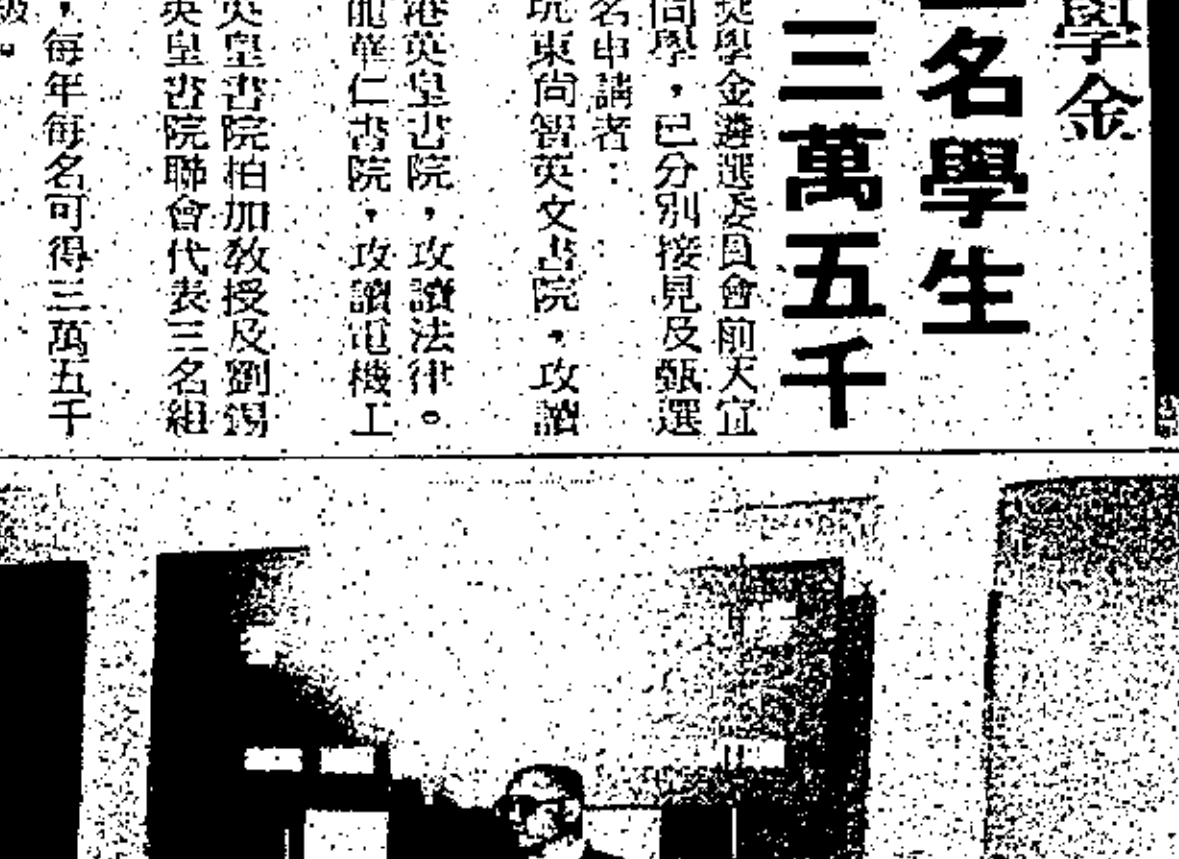 學金
名學生
三萬五千
獎學金遴選委員會前天宣
同學，已分別接見及甄選
名申請者：
坑東尚智英文書院，攻讀
港英皇書院，攻讀法律。
龍華仁書院，攻讀電機工
英皇書院柏加敎授及劉錫
英皇書院聯會代表三名組
，每年每名可得三萬五千
級。